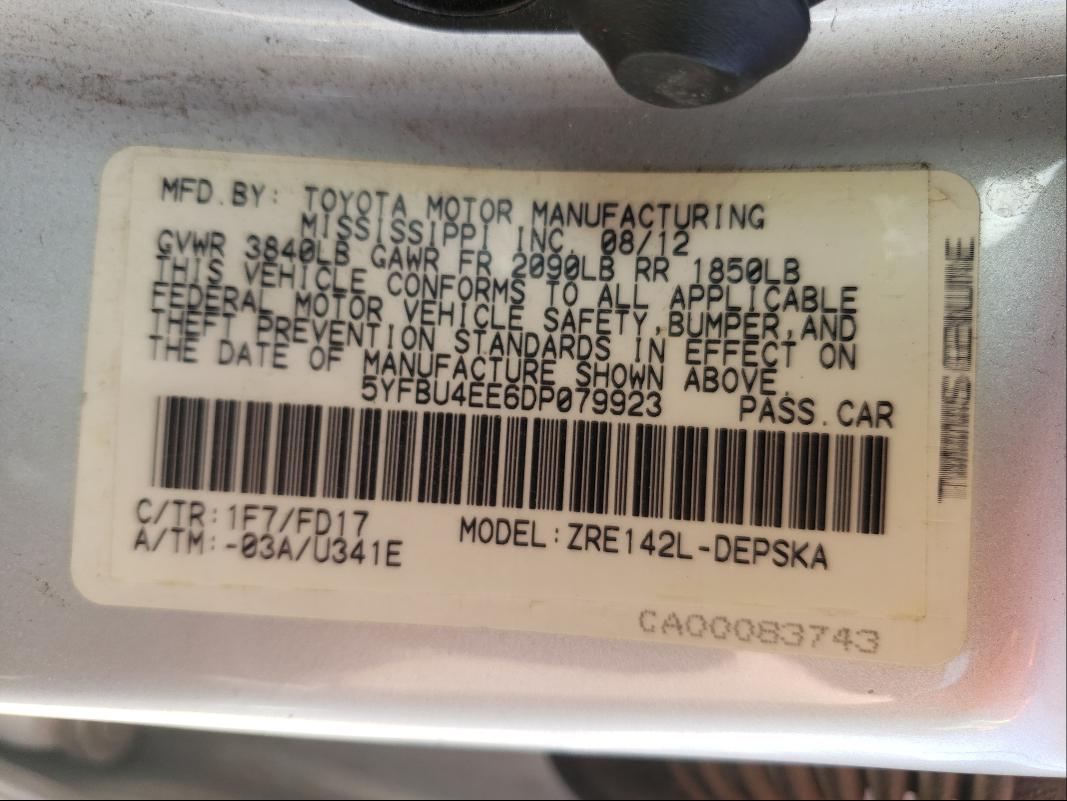 MFD.BY: TOYOTA MOTOR MANUFACTURING
MISSISSIPPI INC. 08/12
GVWR 3840LB GAWR FR 2090LB RR 1850LB
THIS VEHICLE CONFORMS TO ALL APPLICABLE
FEDERAL MOTOR VEHICLE SAFETY,BUMPER,AND
THEFT PREVENTION STANDARDS IN EFFECT ON
THE DATE OF MANUFACTURE SHOWN ABOVE.
5YFBU4EE6DP079923 PASS.CAR
C/TR:1F7/FD17
A/TM:-03A/U341E
MODEL:ZRE142L-DEPSKA
CA00083743